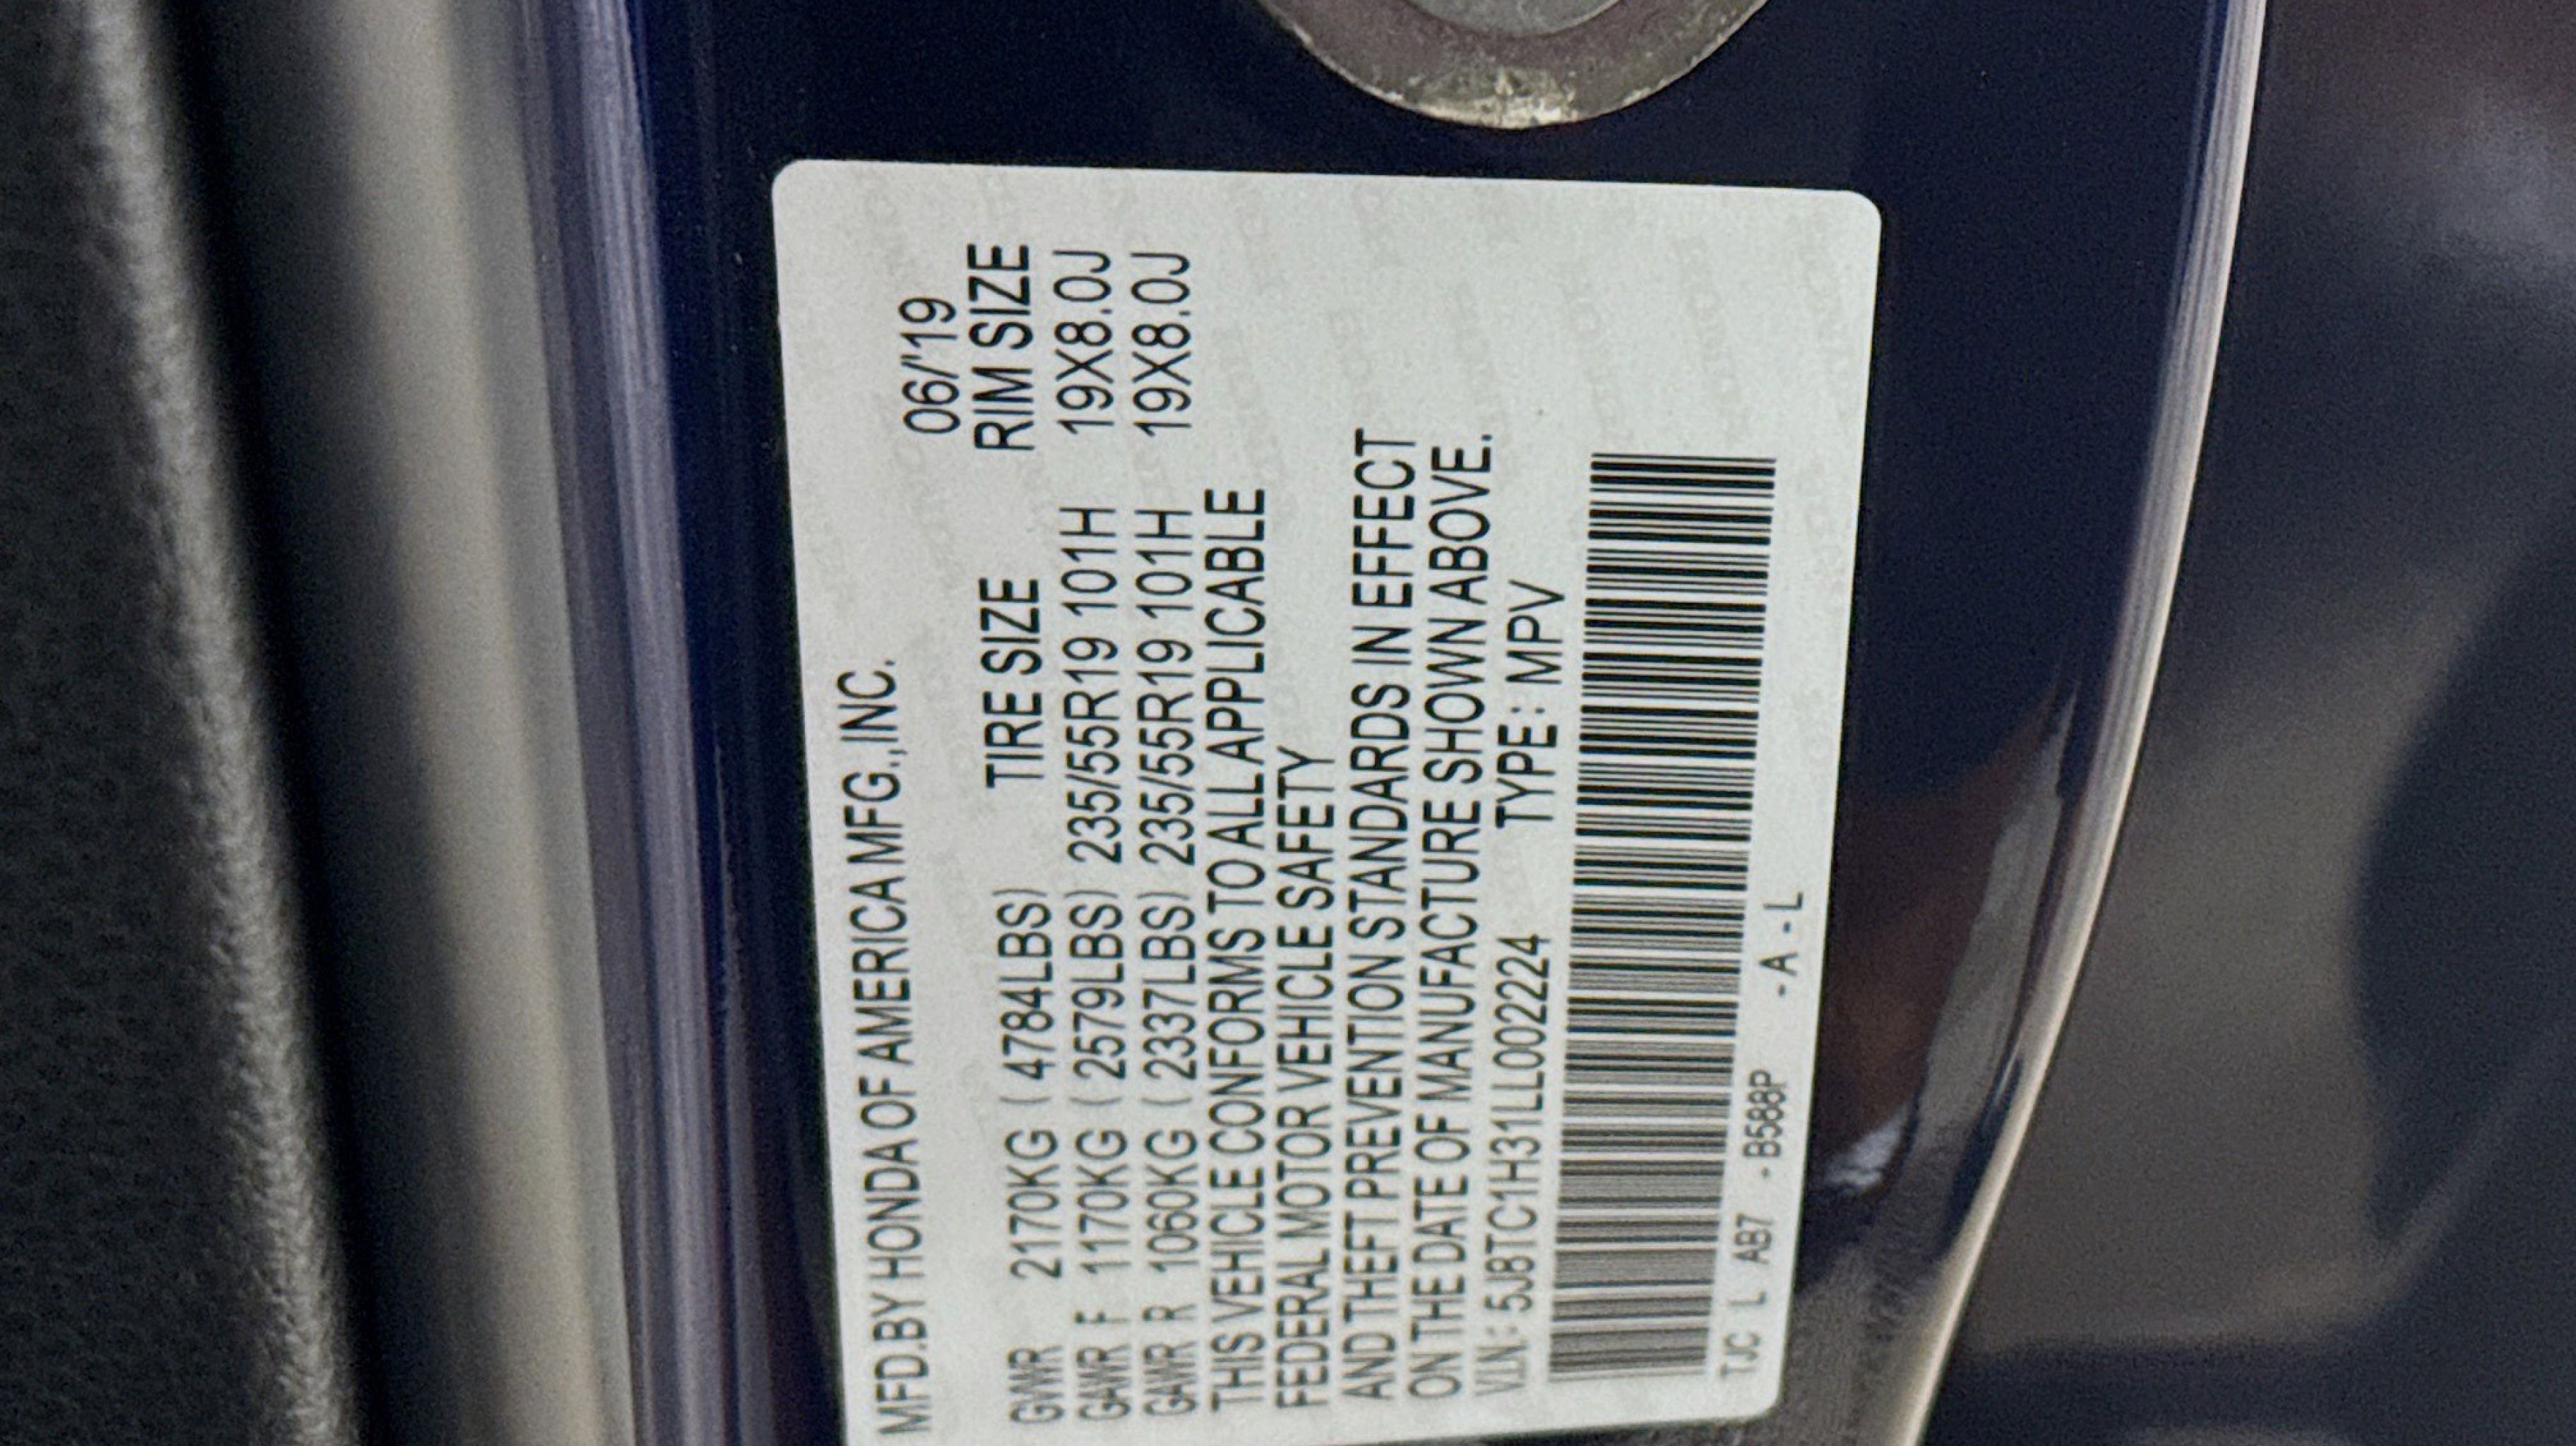 MFD.BY HONDA OF AMERICA MFG.,INC.
06/'19
TIRE SIZE RIM SIZE
GVWR 2170KG ( 4784LBS)
GAWR F 1170KG ( 2579LBS) 235/55R19 101H 19X8.0J
GAWR R 1060KG ( 2337LBS) 235/55R19 101H 19X8.0J
THIS VEHICLE CONFORMS TO ALL APPLICABLE
FEDERAL MOTOR VEHICLE SAFETY
AND THEFT PREVENTION STANDARDS IN EFFECT
ON THE DATE OF MANUFACTURE SHOWN ABOVE.
V.I.N.: 5J8TC1H31LL002224 TYPE : MPV
TJC L AB7 -B588P -A -L